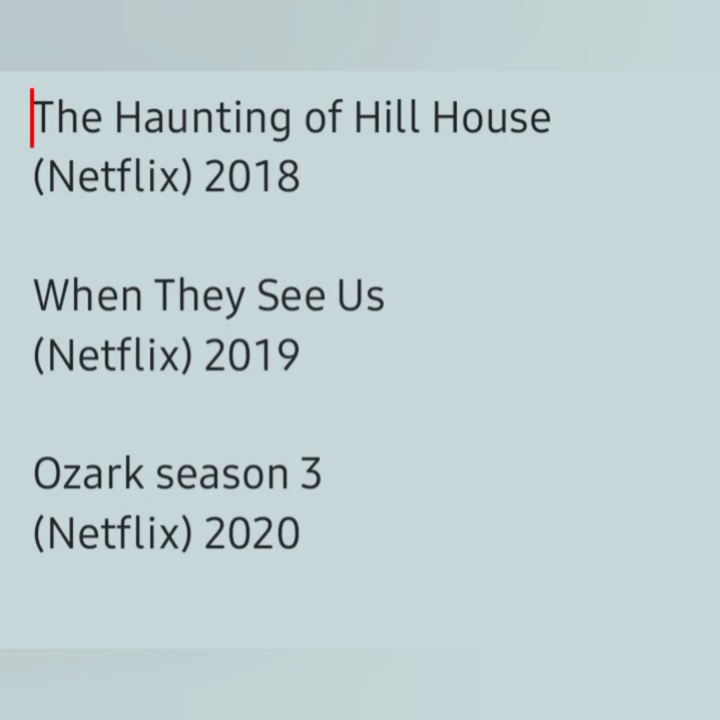 The Haunting of Hill House
(Netflix) 2018
When They See Us
(Netflix) 2019
Ozark season 3
(Netflix) 2020